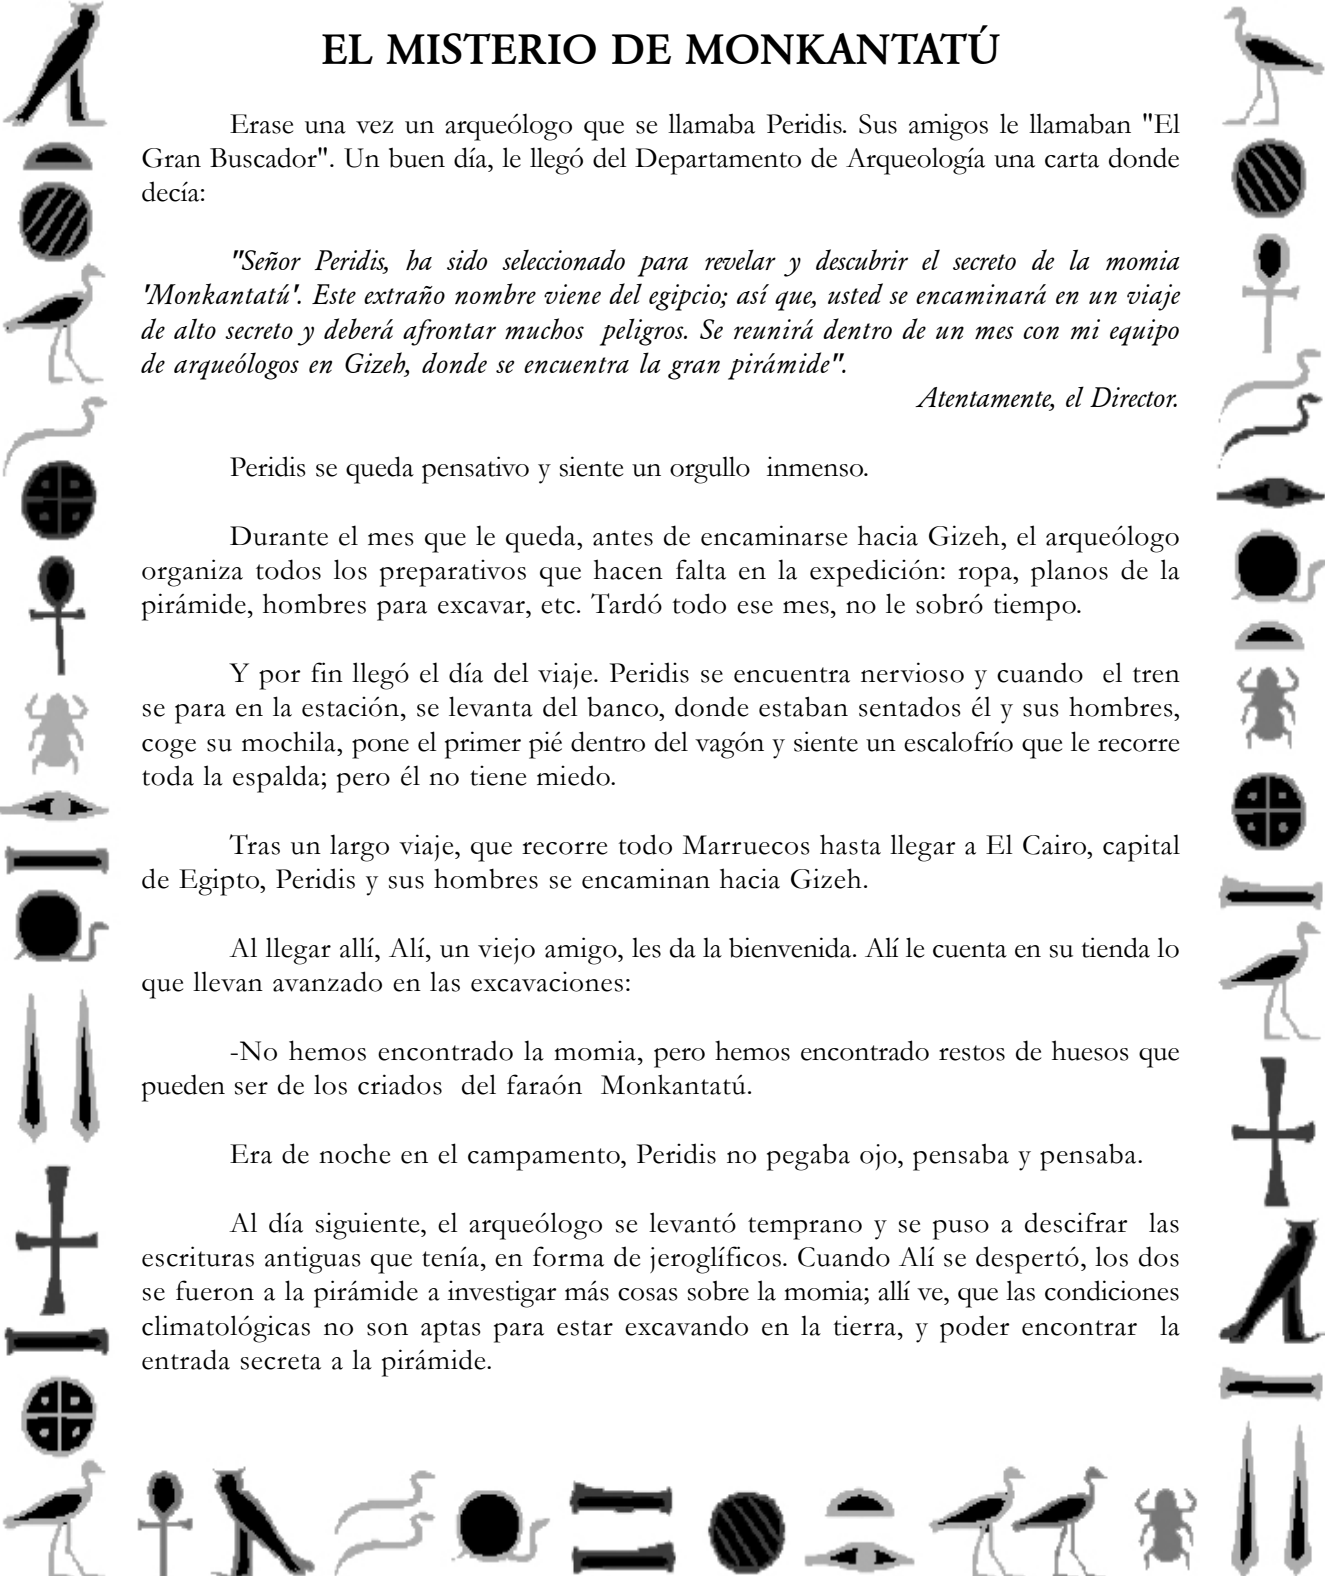 EL MISTERIO DE MONKANTATÚ
Erase una vez un arqueólogo que se llamaba Peridis. Sus amigos le llamaban "El
Gran Buscador". Un buen día, le llegó del Departamento de Arqueología una carta donde
decía:
"Señor Peridis, ha sido seleccionado para revelar y descubrir el secreto de la momia
'Monkantatú'. Este extraño nombre viene del egipcio; así que, usted se encaminará en un viaje
de alto secreto y deberá afrontar muchos peligros. Se reunirá dentro de un mes con mi equipo
de arqueólogos en Gizeh, donde se encuentra la gran pirámide".
Atentamente, el Director.
Peridis se queda pensativo y siente un orgullo inmenso.
Durante el mes que le queda, antes de encaminarse hacia Gizeh, el arqueólogo
organiza todos los preparativos que hacen falta en la expedición: ropa, planos de la
pirámide, hombres para excavar, etc. Tardó todo ese mes, no le sobró tiempo.
Y por fin llegó el día del viaje. Peridis se encuentra nervioso y cuando el tren
se para en la estación, se levanta del banco, donde estaban sentados él y sus hombres,
coge su mochila, pone el primer pié dentro del vagón y siente un escalofrío que le recorre
toda la espalda; pero él no tiene miedo.
Tras un largo viaje, que recorre todo Marruecos hasta llegar a El Cairo, capital
de Egipto, Peridis y sus hombres se encaminan hacia Gizeh.
Al llegar allí, Alí, un viejo amigo, les da la bienvenida. Alí le cuenta en su tienda lo
que llevan avanzado en las excavaciones:
-No hemos encontrado la momia, pero hemos encontrado restos de huesos que
pueden ser de los criados del faraón Monkantatú.
Era de noche en el campamento, Peridis no pegaba ojo, pensaba y pensaba.
Al día siguiente, el arqueólogo se levantó temprano y se puso a descifrar las
escrituras antiguas que tenía, en forma de jeroglíficos. Cuando Alí se despertó, los dos
se fueron a la pirámide a investigar más cosas sobre la momia; allí ve, que las condiciones
climatológicas no son aptas para estar excavando en la tierra, y poder encontrar la
entrada secreta a la pirámide.